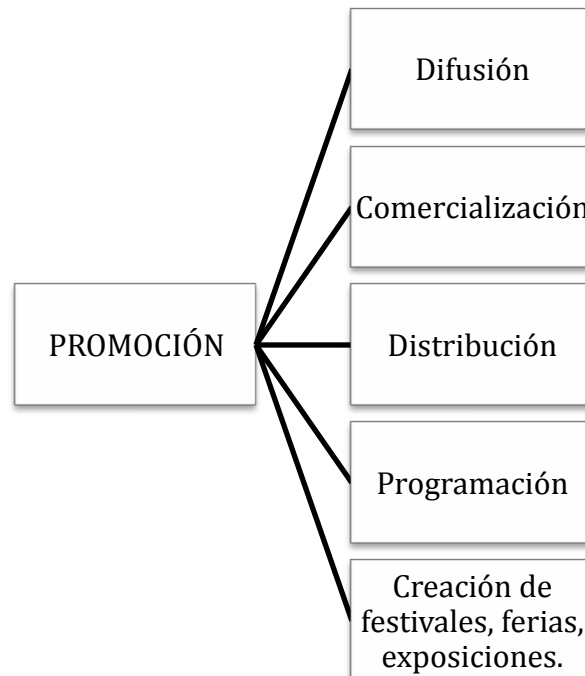 Difusión
Comercialización
PROMOCIÓN
Distribución
Programación
Creación de
festivales, ferias,
exposiciones.